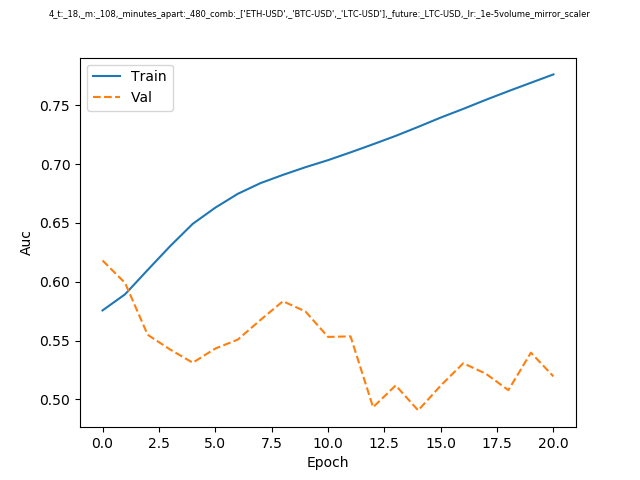 4_t:_18,_m:_108,_minutes_apart:_480_comb:_['ETH-USD',_'BTC-USD',_'LTC-USD'],_future:_LTC-USD,_lr:_1e-5volume_mirror_scaler
Train
Val
0.75
0.70
0.65
0.60
0.55
0.50
Auc
0.0 2.5 5.0 7.5 10.0 12.5 15.0 17.5 20.0
Epoch